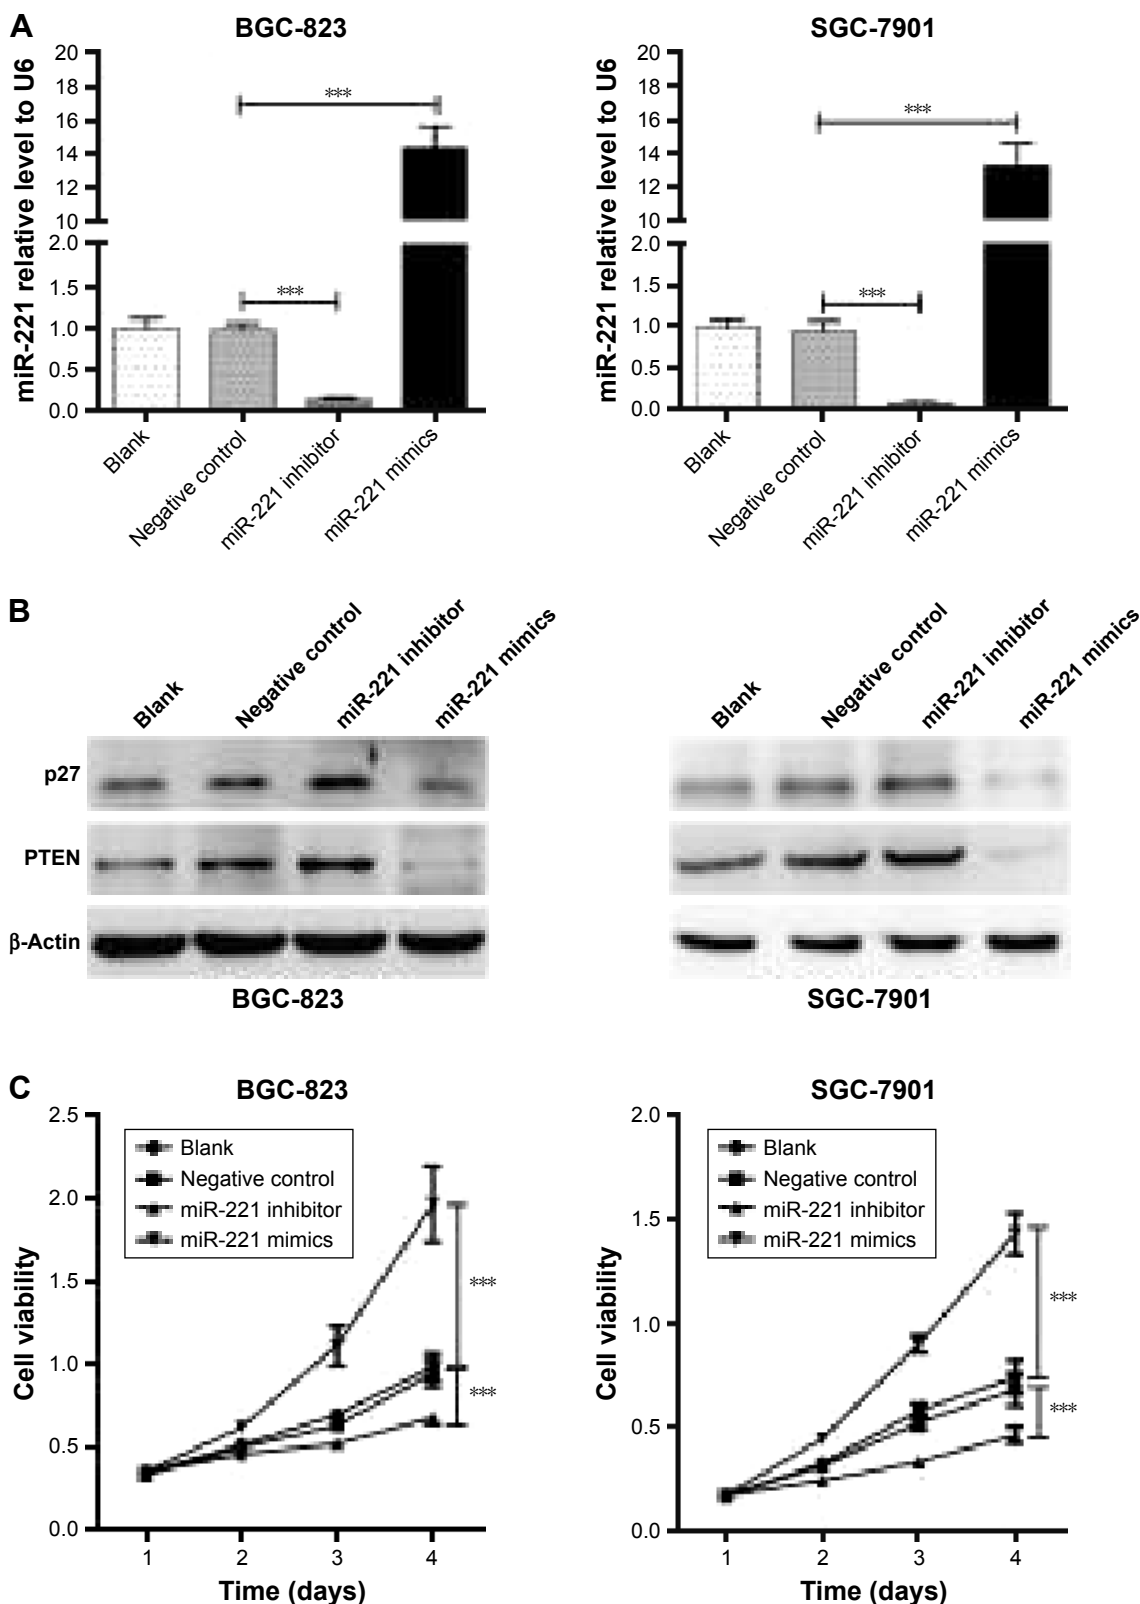 A
BGC-823
SGC-7901
miR-221 relative level to U6
20
18
16
14
12
10
2.0
1.5
1.0
0.5
0.0
***
***
Blank
Negative control
miR-221 inhibitor
miR-221 mimics
miR-221 relative level to U6
20
18
16
14
12
10
2.0
1.5
1.0
0.5
0.0
***
***
Blank
Negative control
miR-221 inhibitor
miR-221 mimics
B
Blank
Negative control
miR-221 inhibitor
miR-221 mimics
Blank
Negative control
miR-221 inhibitor
miR-221 mimics
p27
PTEN
β-Actin
BGC-823
SGC-7901
C
BGC-823
SGC-7901
Cell viability
2.5
2.0
1.5
1.0
0.5
0.0
Blank
Negative control
miR-221 inhibitor
miR-221 mimics
***
***
1 2 3 4
Time (days)
Cell viability
2.0
1.5
1.0
0.5
0.0
Blank
Negative control
miR-221 inhibitor
miR-221 mimics
***
***
1 2 3 4
Time (days)